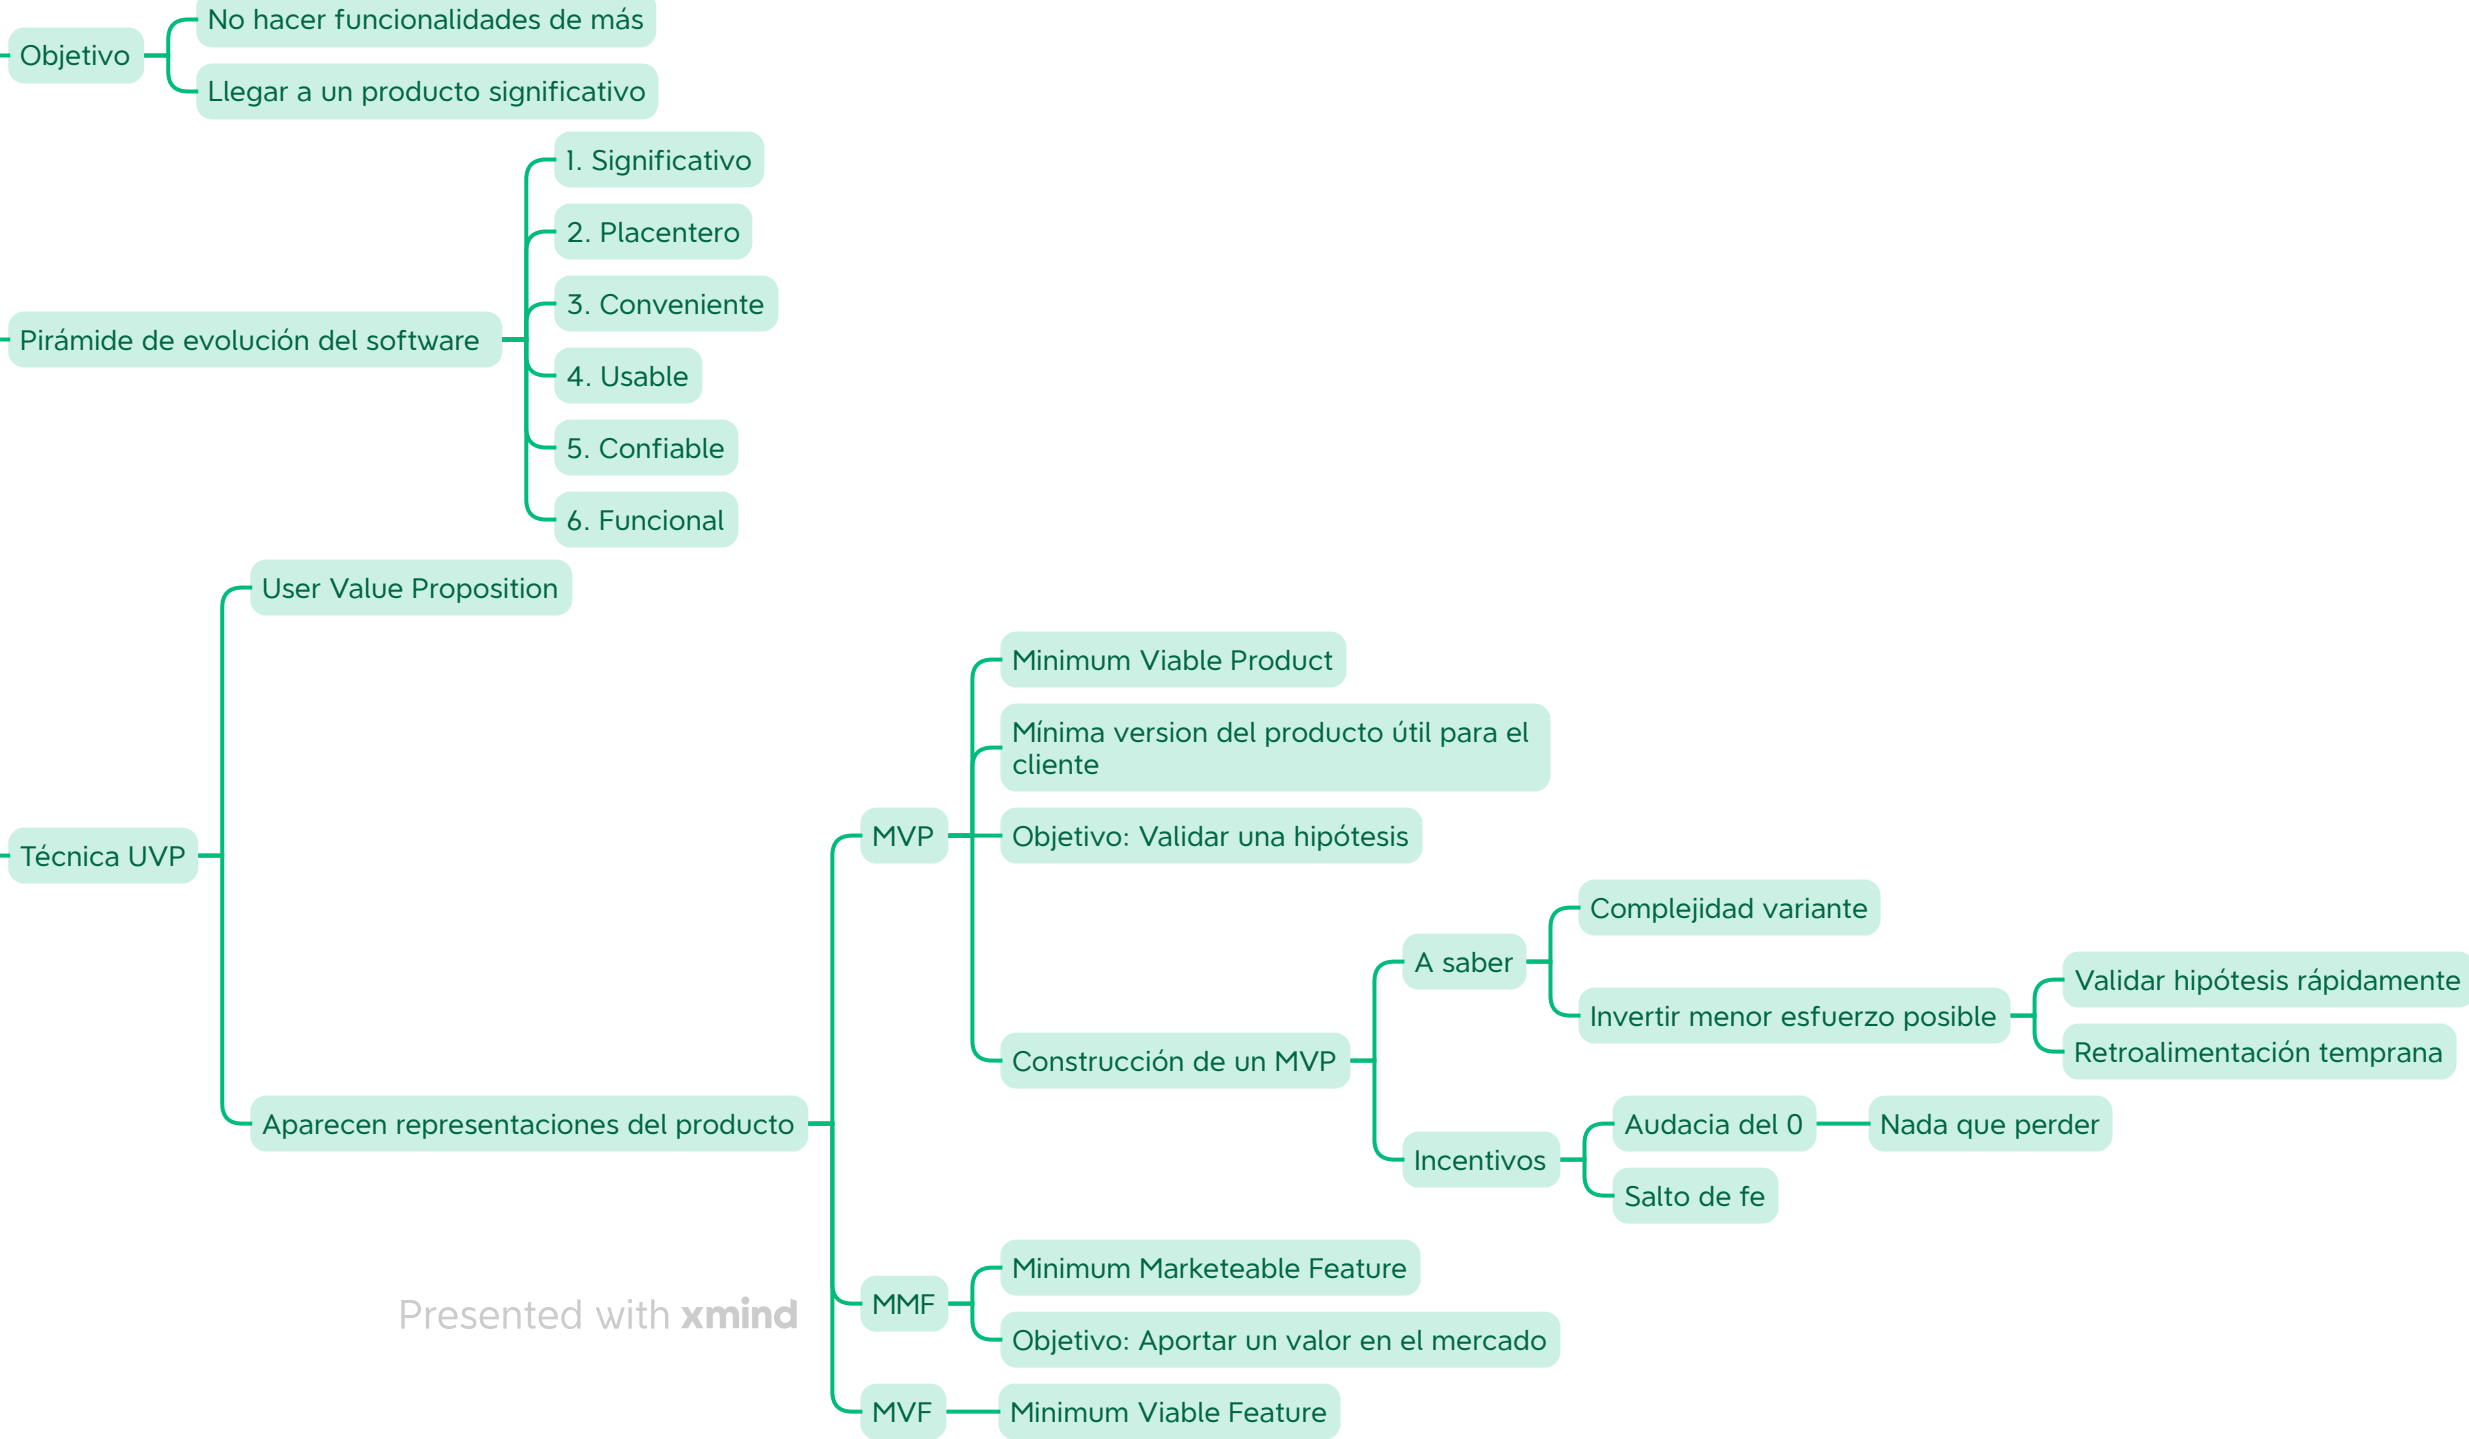 Objetivo
No hacer funcionalidades de más
Llegar a un producto significativo
Pirámide de evolución del software
1. Significativo
2. Placentero
3. Conveniente
4. Usable
5. Confiable
6. Funcional
Técnica UVP
User Value Proposition
Aparecen representaciones del producto
MVP
Minimum Viable Product
Mínima version del producto útil para el
cliente
Objetivo: Validar una hipótesis
Construcción de un MVP
A saber
Complejidad variante
Invertir menor esfuerzo posible
Validar hipótesis rápidamente
Retroalimentación temprana
Incentivos
Audacia del 0
Nada que perder
Salto de fe
MMF
Minimum Marketeable Feature
Objetivo: Aportar un valor en el mercado
MVF
Minimum Viable Feature
Presented with xmind